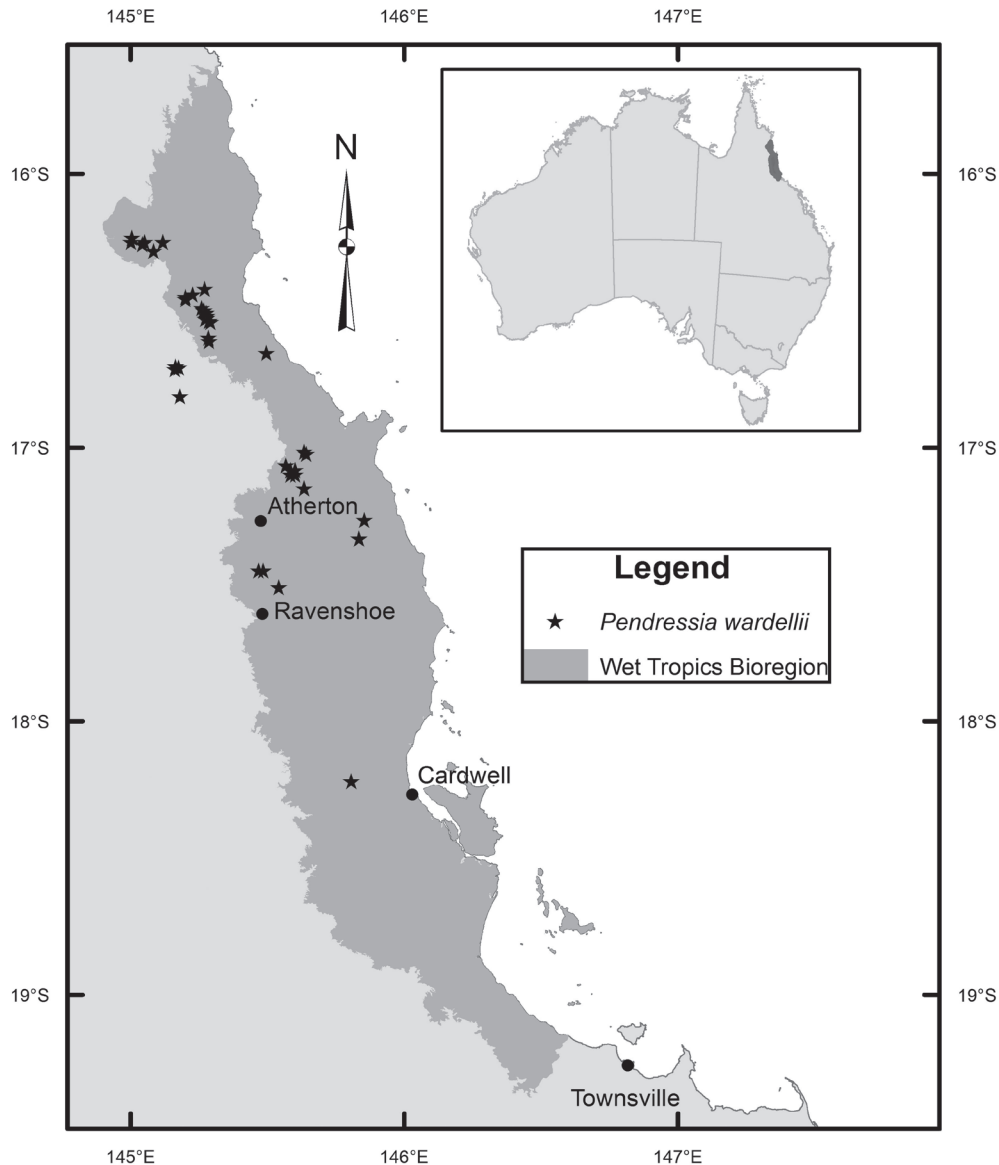 145°E 146°E 147°E
N
16°S 16°S
17°S 17°S
Atherton
Legend
Pendressia wardellii
Ravenshoe
Wet Tropics Bioregion
18°S 18°S
Cardwell
19°S 19°S
Townsville
145°E 146°E 147°E